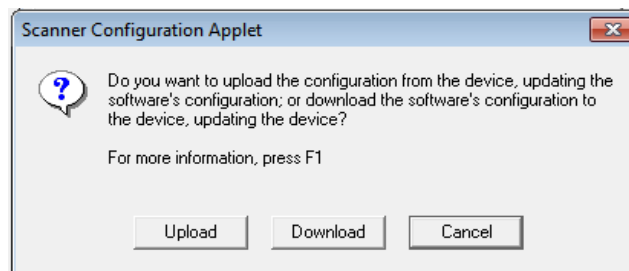 Scanner Configuration Applet
Do you want to upload the configuration from the device, updating the
software's configuration; or download the software's configuration to
the device, updating the device?
For more information, press F1
Upload
Download
Cancel